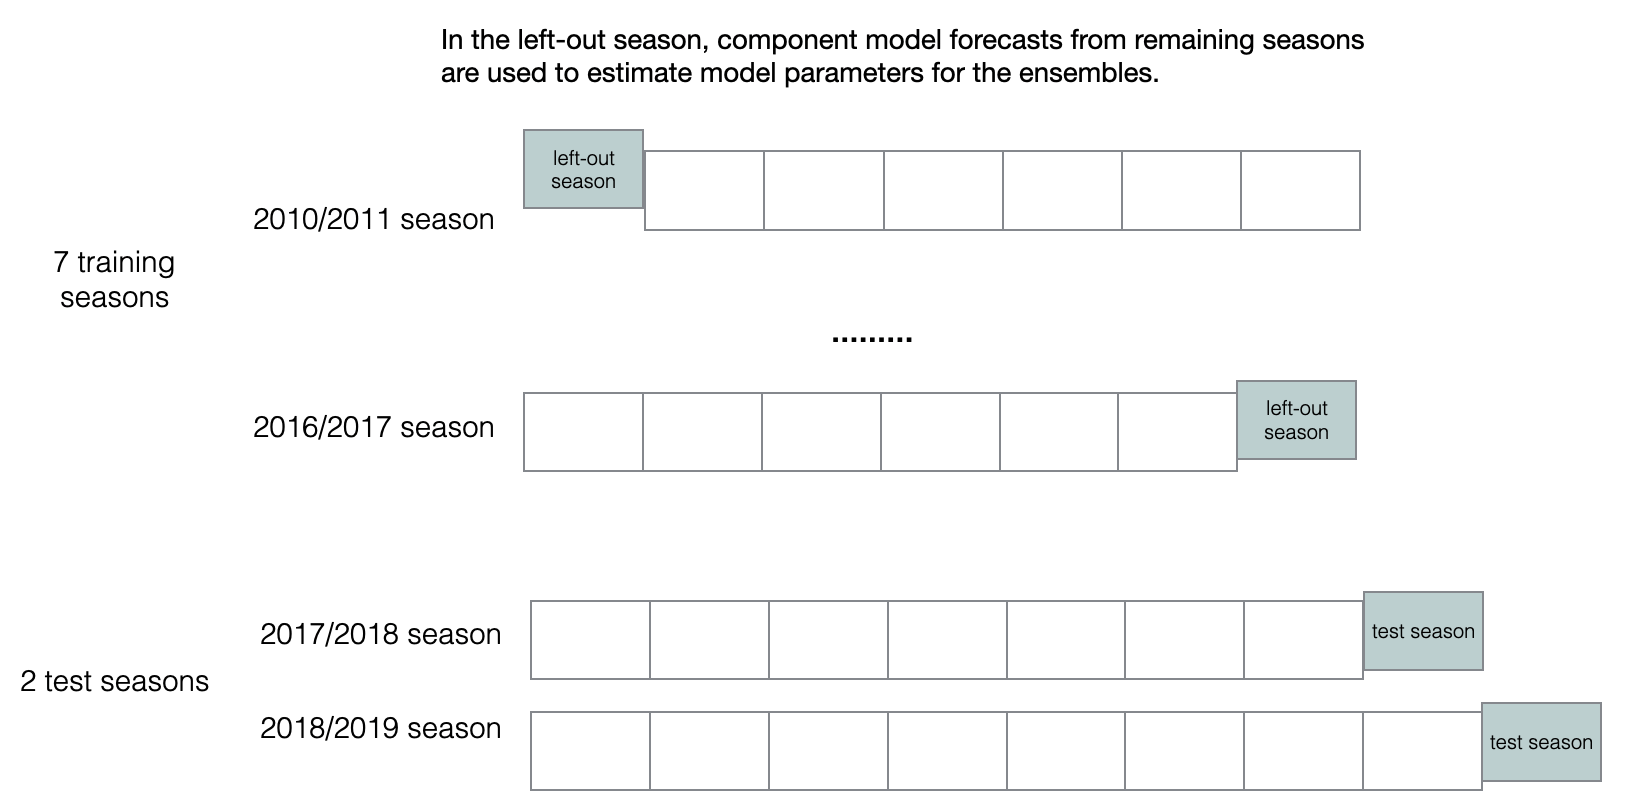 In the left-out season, component model forecasts from remaining seasons
are used to estimate model parameters for the ensembles.
left-out
season
2010/2011 season
7 training
seasons
.........
2016/2017 season
left-out
season
2017/2018 season
test season
2 test seasons
2018/2019 season
test season